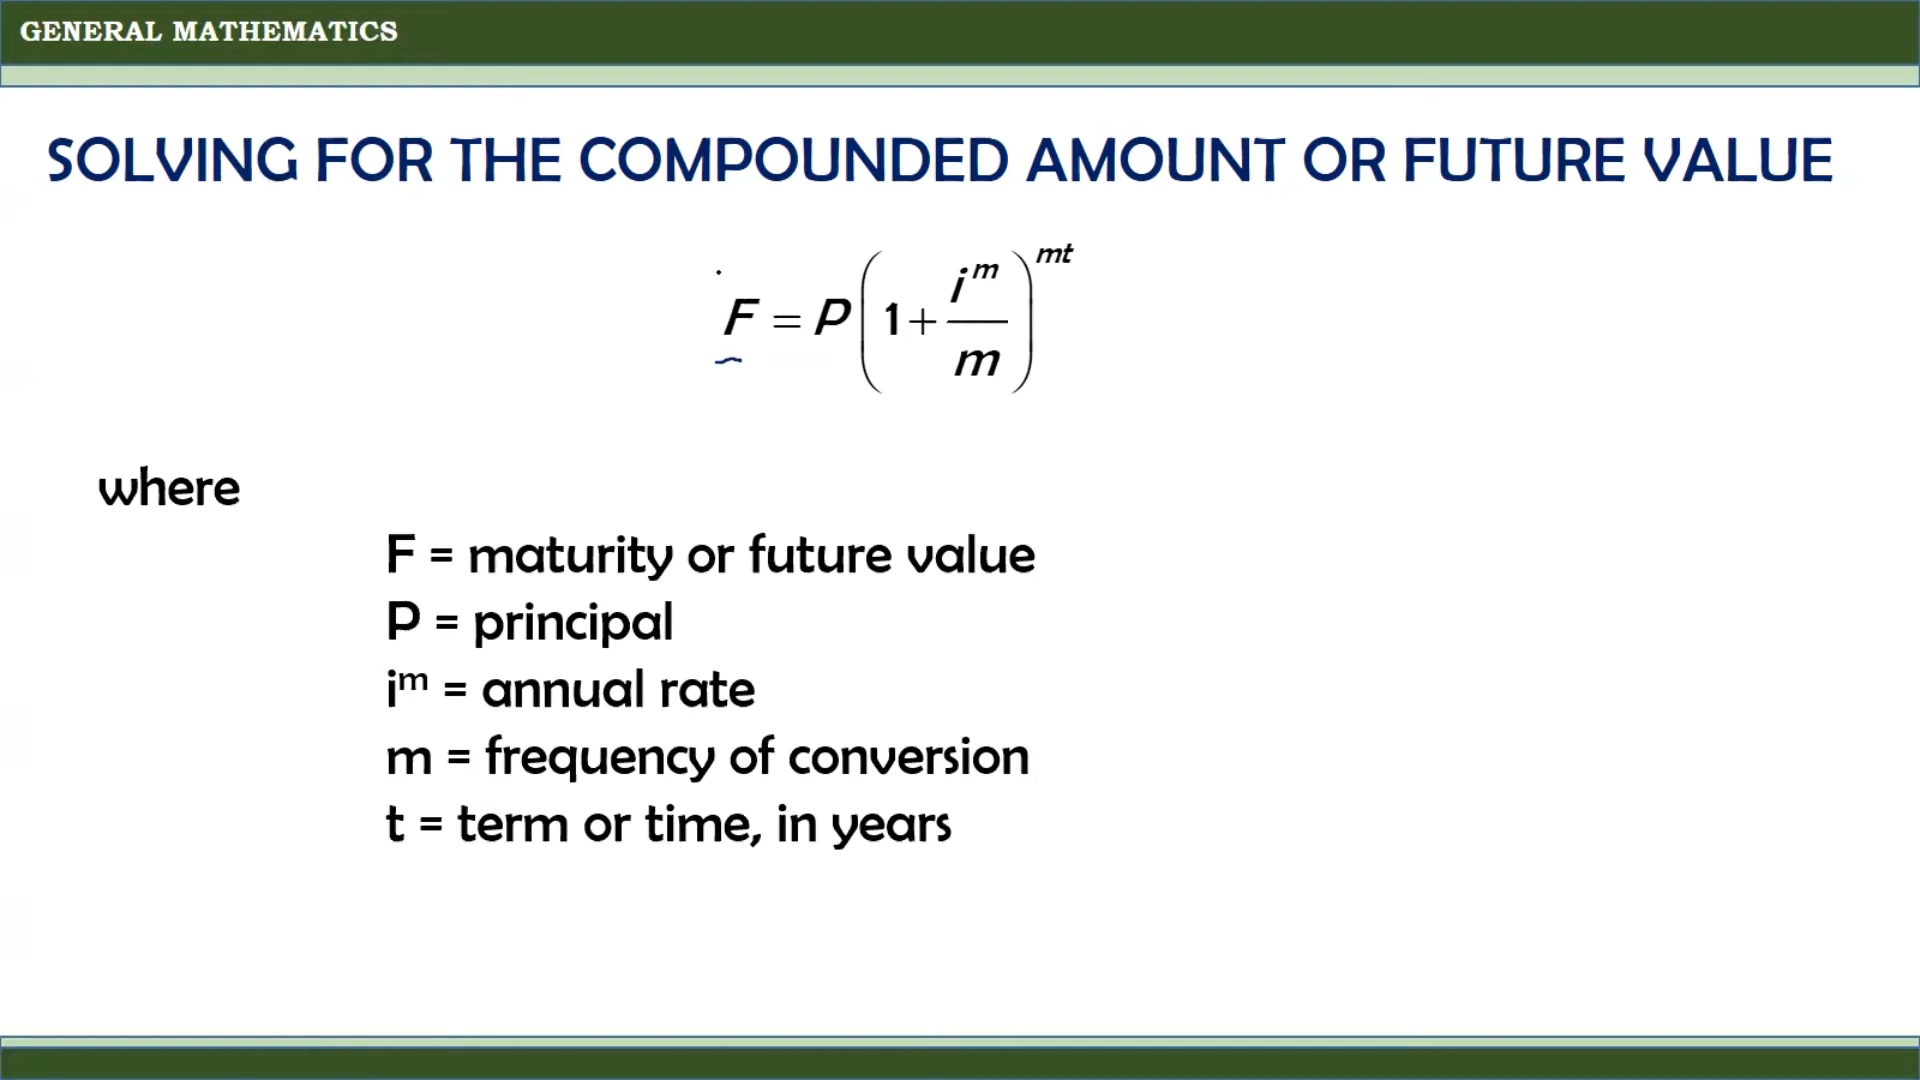 GENERAL MATHEMATICS
SOLVING FOR THE COMPOUNDED AMOUNT OR FUTURE VALUE
F = P(1 + i^m/m)^mt
where
F = maturity or future value
P = principal
iᵐ = annual rate
m = frequency of conversion
t = term or time, in years